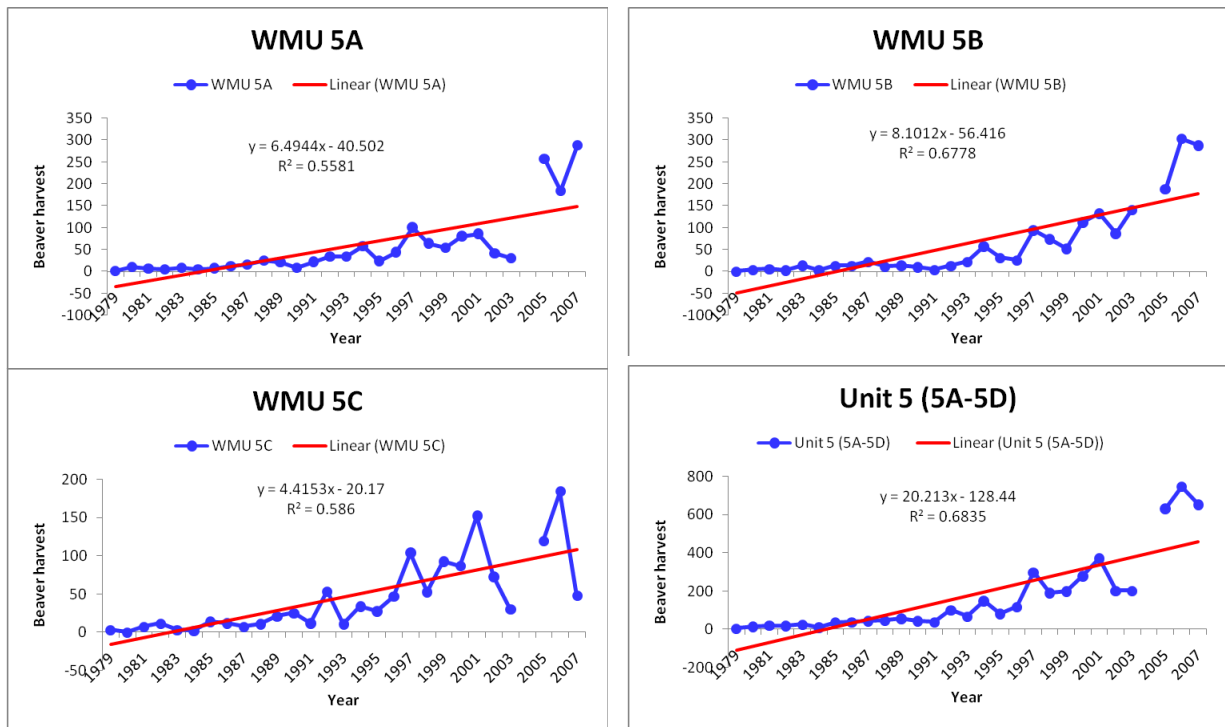 WMU 5A
WMU 5A Linear (WMU 5A)
y = 6.4944x - 40.502
R² = 0.5581
Beaver harvest
350
300
250
200
150
100
50
0
-50
-100
1979 1981 1983 1985 1987 1989 1991 1993 1995 1997 1999 2001 2003 2005 2007
Year
WMU 5B
WMU 5B Linear (WMU 5B)
y = 8.1012x - 56.416
R² = 0.6778
Beaver harvest
350
300
250
200
150
100
50
0
-50
-100
1979 1981 1983 1985 1987 1989 1991 1993 1995 1997 1999 2001 2003 2005 2007
Year
WMU 5C
WMU 5C Linear (WMU 5C)
y = 4.4153x - 20.17
R² = 0.586
Beaver harvest
200
150
100
50
0
-50
1979 1981 1983 1985 1987 1989 1991 1993 1995 1997 1999 2001 2003 2005 2007
Year
Unit 5 (5A-5D)
Unit 5 (5A-5D) Linear (Unit 5 (5A-5D))
y = 20.213x - 128.44
R² = 0.6835
Beaver harvest
800
600
400
200
0
-200
1979 1981 1983 1985 1987 1989 1991 1993 1995 1997 1999 2001 2003 2005 2007
Year